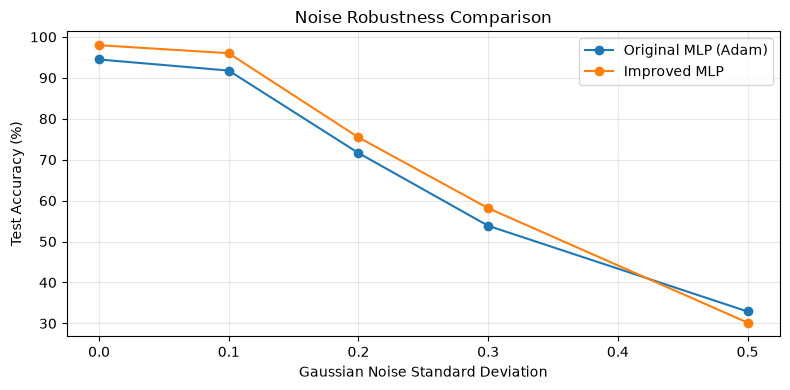 Noise Robustness Comparison
Original MLP (Adam)
Improved MLP
Test Accuracy (%)
100
90
80
70
60
50
40
30
0.0 0.1 0.2 0.3 0.4 0.5
Gaussian Noise Standard Deviation